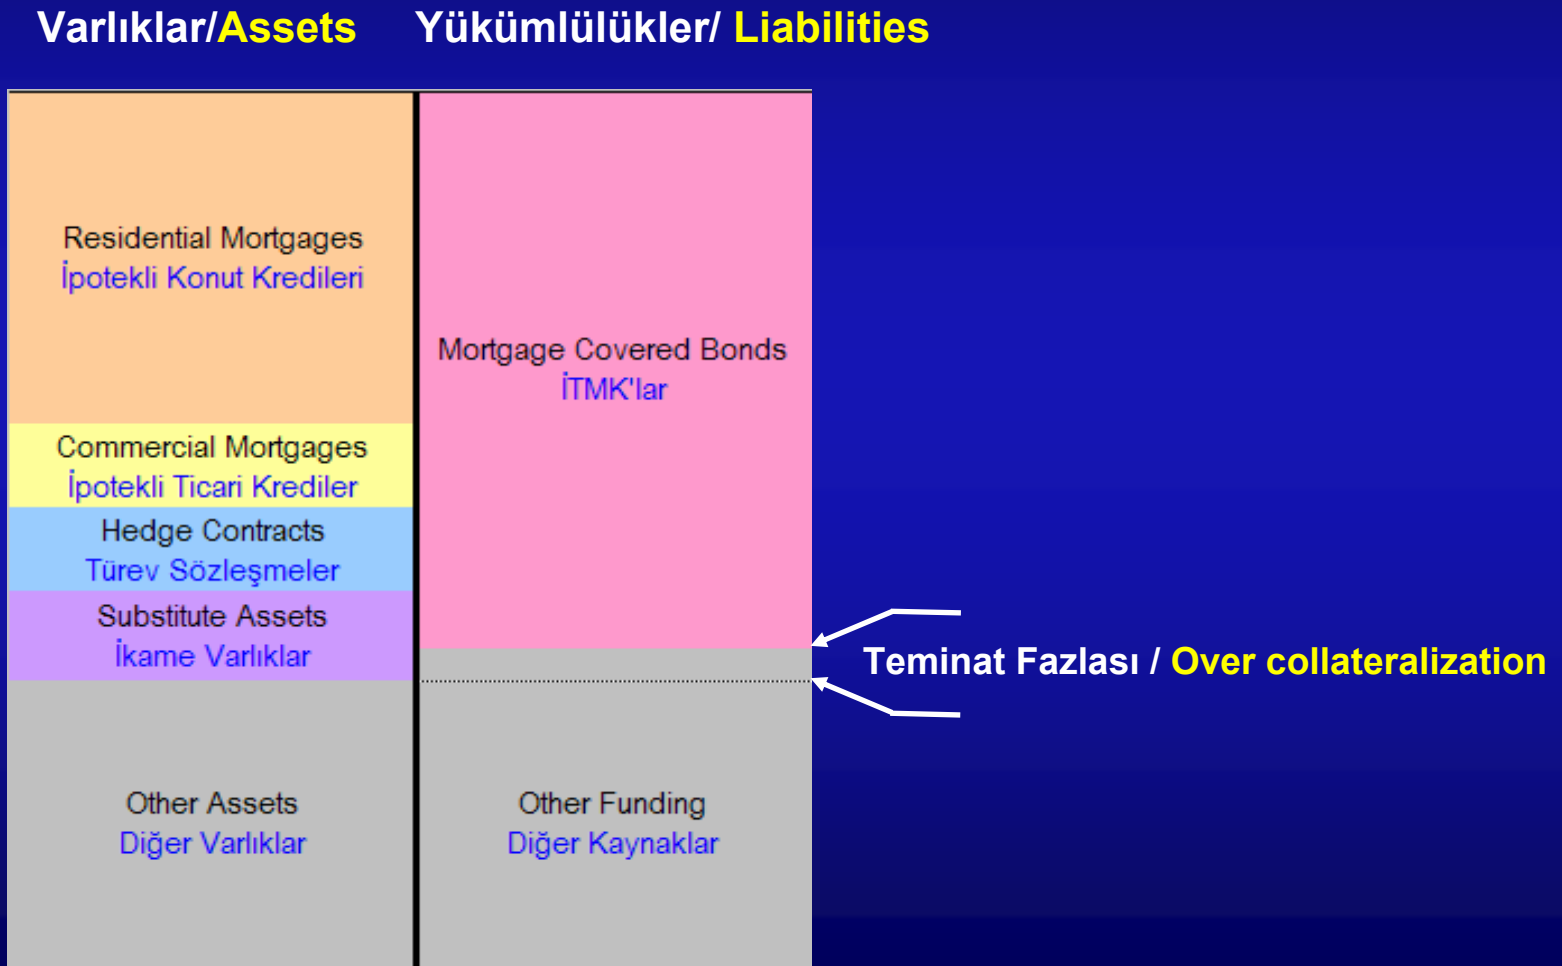 Varlıklar/Assets Yükümlülükler/ Liabilities
Residential Mortgages
İpotekli Konut Kredileri
Commercial Mortgages
İpotekli Ticari Krediler
Hedge Contracts
Türev Sözleşmeler
Substitute Assets
İkame Varlıklar
Other Assets
Diğer Varlıklar
Mortgage Covered Bonds
İTMK'lar
Other Funding
Diğer Kaynaklar
Teminat Fazlası / Over collateralization